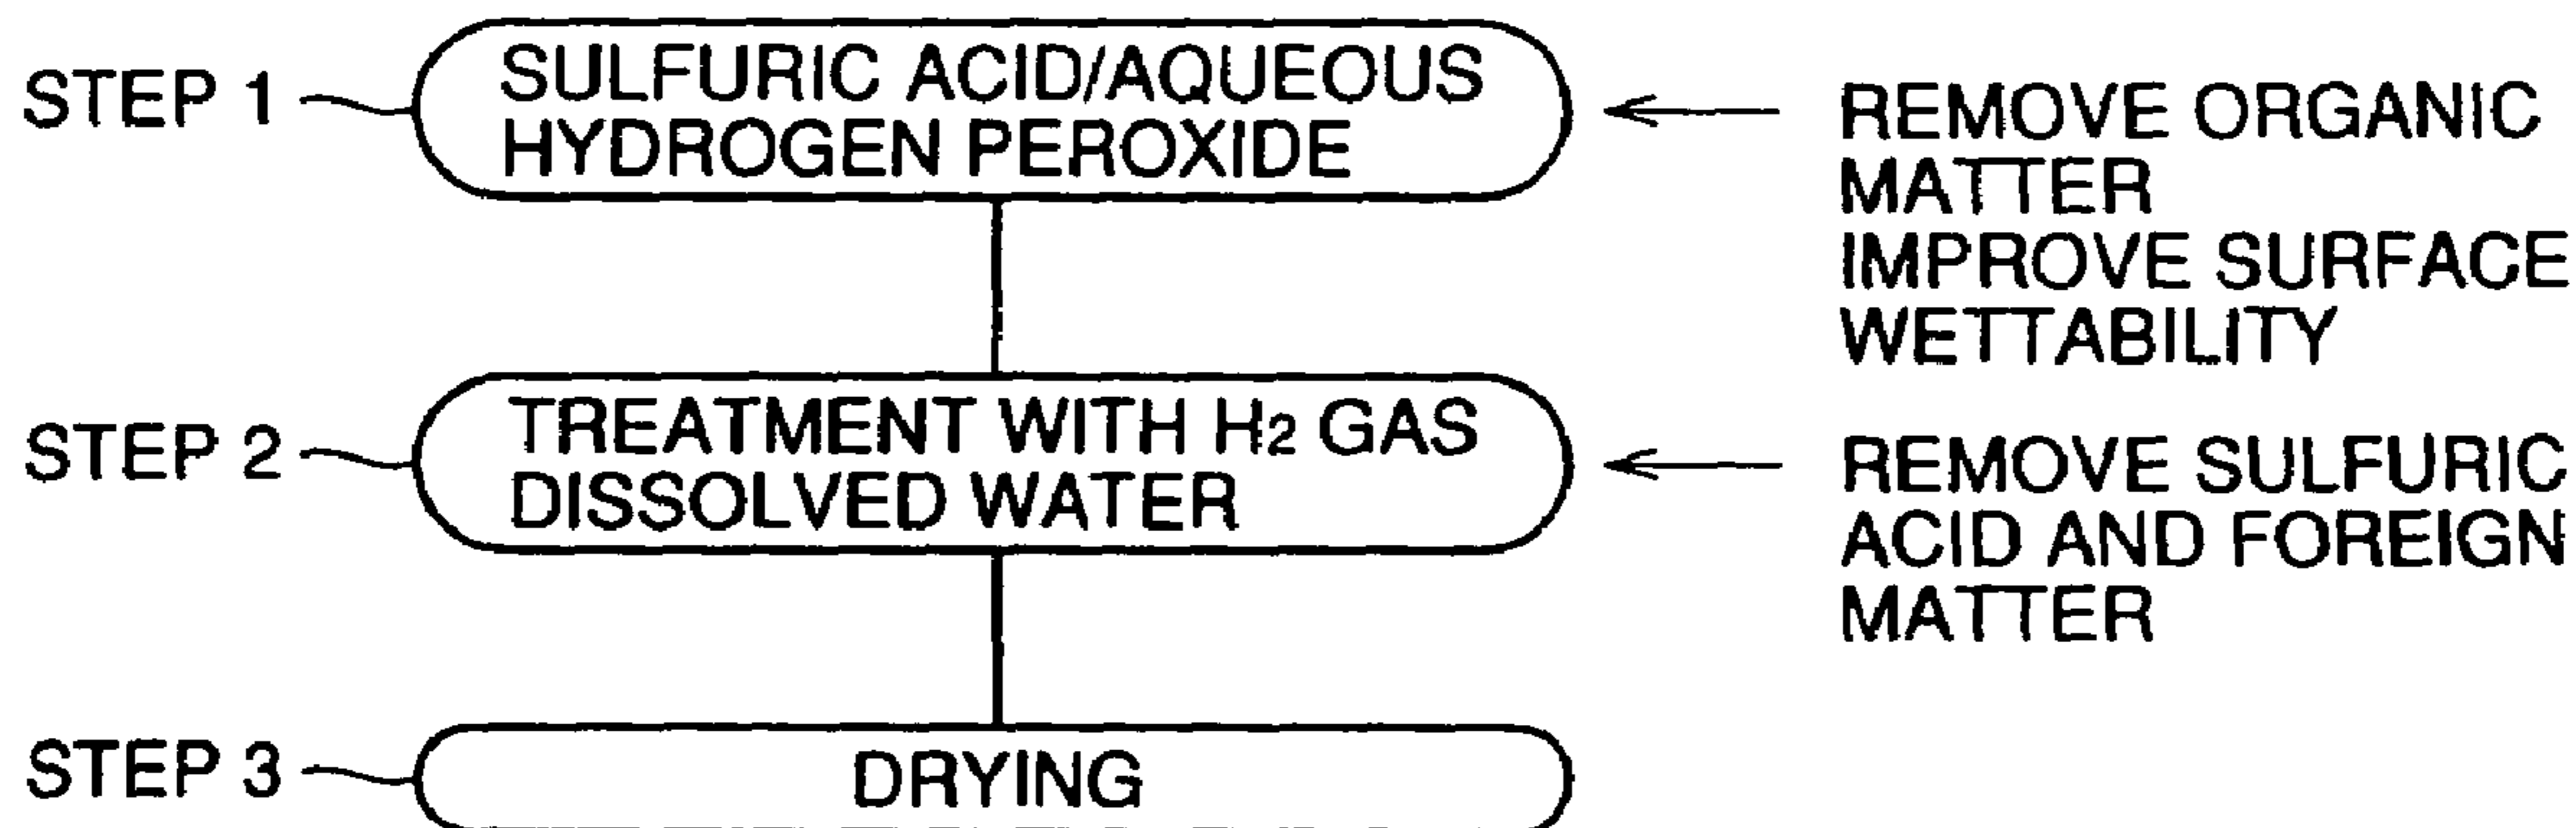 STEP 1
SULFURIC ACID/AQUEOUS
HYDROGEN PEROXIDE
REMOVE ORGANIC
MATTER
IMPROVE SURFACE
WETTABILITY
STEP 2
TREATMENT WITH H2 GAS
DISSOLVED WATER
REMOVE SULFURIC
ACID AND FOREIGN
MATTER
STEP 3
DRYING